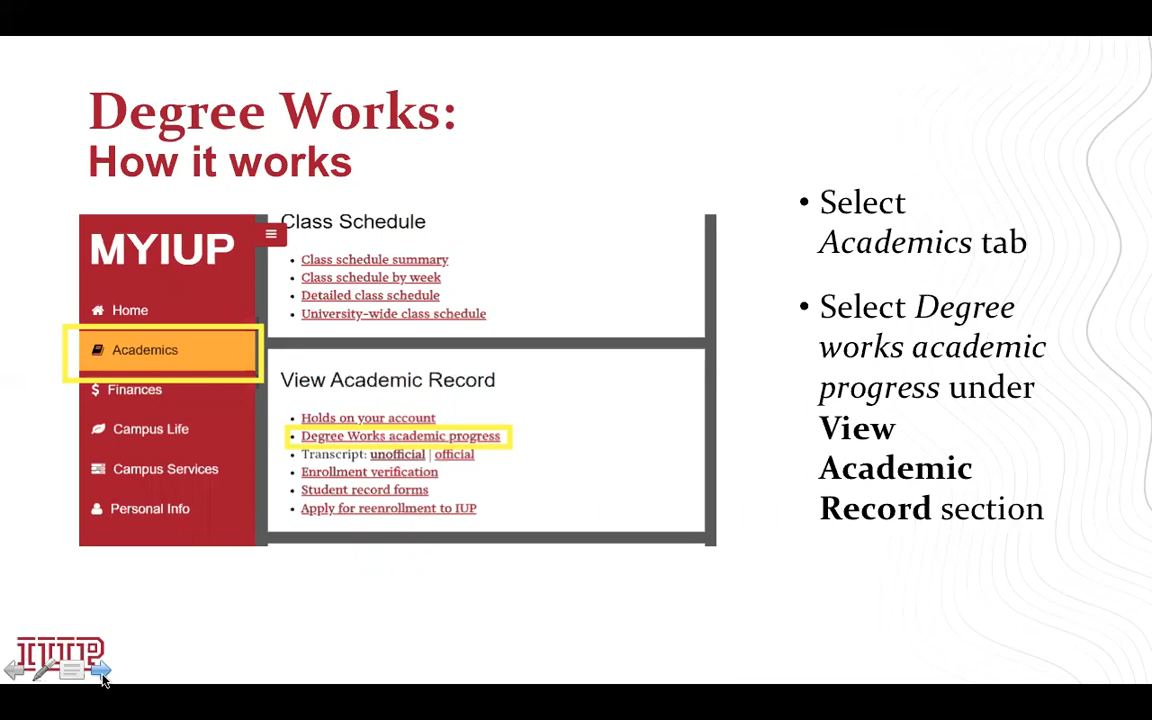 Degree Works:
How it works
MYIUP
Home
Academics
$ Finances
Campus Life
Campus Services
Personal Info
Class Schedule
• Class schedule summary
• Class schedule by week
• Detailed class schedule
• University-wide class schedule
View Academic Record
• Holds on your account
• Degree Works academic progress
• Transcript: unofficial | official
• Enrollment verification
• Student record forms
• Apply for reenrollment to IUP
• Select
Academics tab
• Select Degree
works academic
progress under
View
Academic
Record section
IUP